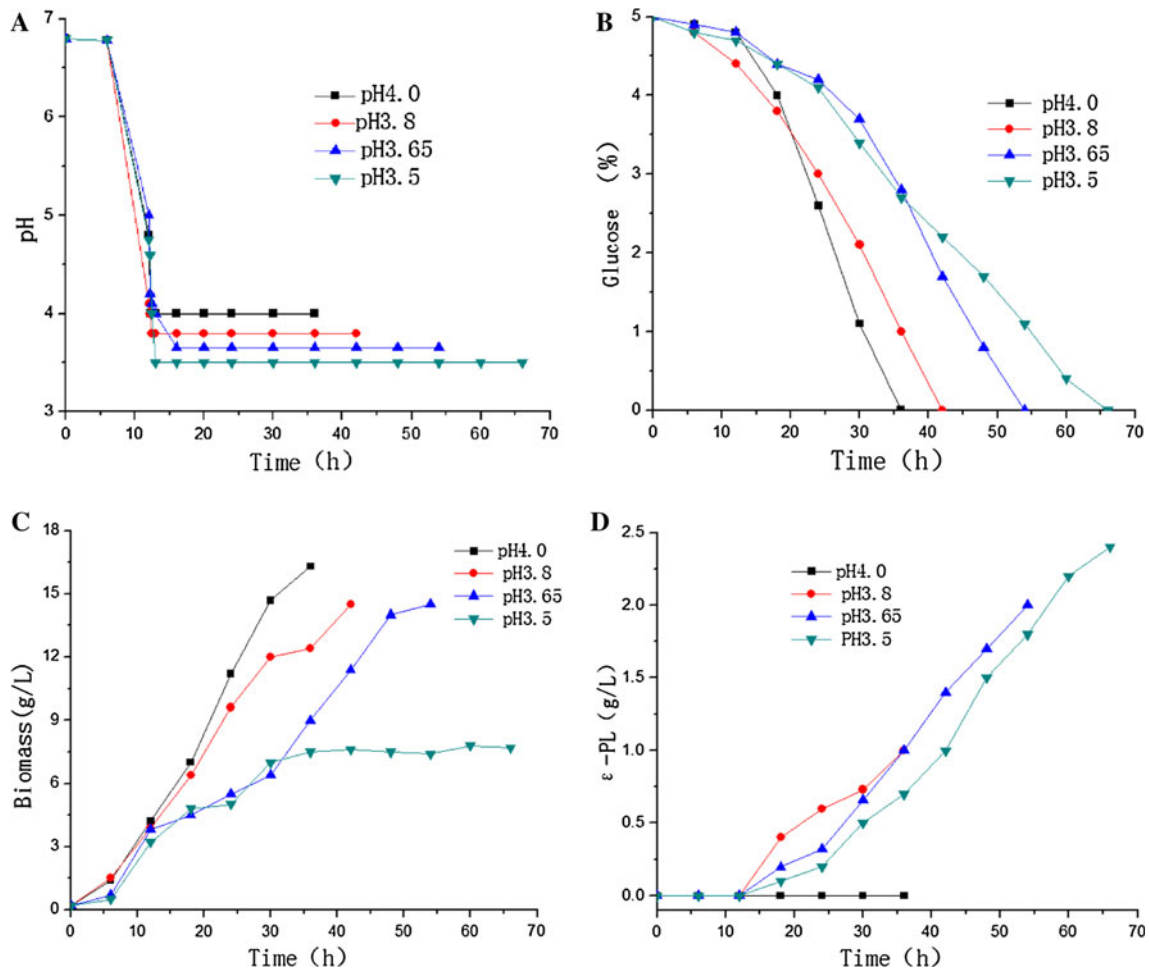 A
7
6
5
4
3
pH
0 10 20 30 40 50 60 70
Time (h)
pH4.0
pH3.8
pH3.65
pH3.5
B
5
4
3
2
1
0
Glucose (%)
0 10 20 30 40 50 60 70
Time (h)
pH4.0
pH3.8
pH3.65
pH3.5
C
18
15
12
9
6
3
0
Biomass(g/L)
0 10 20 30 40 50 60 70
Time (h)
pH4.0
pH3.8
pH3.65
pH3.5
D
2.5
2.0
1.5
1.0
0.5
0.0
ε-PL (g/L)
0 10 20 30 40 50 60 70
Time (h)
pH4.0
pH3.8
pH3.65
PH3.5